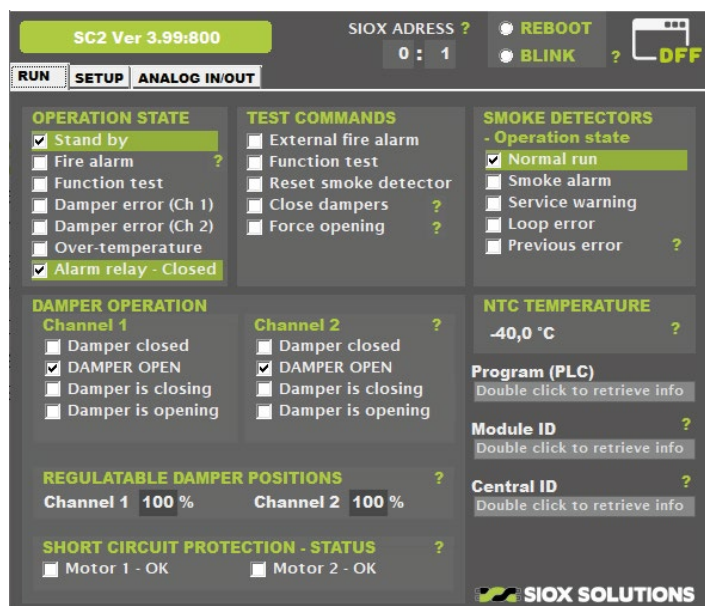 SC2 Ver 3.99:800
SIOX ADRESS ?
0 : 1
REBOOT
BLINK ?
DFF
RUN SETUP ANALOG IN/OUT
OPERATION STATE
Stand by
Fire alarm ?
Function test
Damper error (Ch 1)
Damper error (Ch 2)
Over-temperature
Alarm relay - Closed
TEST COMMANDS
External fire alarm
Function test
Reset smoke detector
Close dampers ?
Force opening ?
SMOKE DETECTORS
- Operation state
Normal run
Smoke alarm
Service warning
Loop error
Previous error ?
DAMPER OPERATION
Channel 1
Damper closed
DAMPER OPEN
Damper is closing
Damper is opening
Channel 2 ?
Damper closed
DAMPER OPEN
Damper is closing
Damper is opening
NTC TEMPERATURE
-40,0 °C ?
Program (PLC)
Double click to retrieve info
Module ID ?
Double click to retrieve info
Central ID ?
Double click to retrieve info
REGULATABLE DAMPER POSITIONS ?
Channel 1 100 % Channel 2 100 %
SHORT CIRCUIT PROTECTION - STATUS ?
Motor 1 - OK Motor 2 - OK
SIOX SOLUTIONS